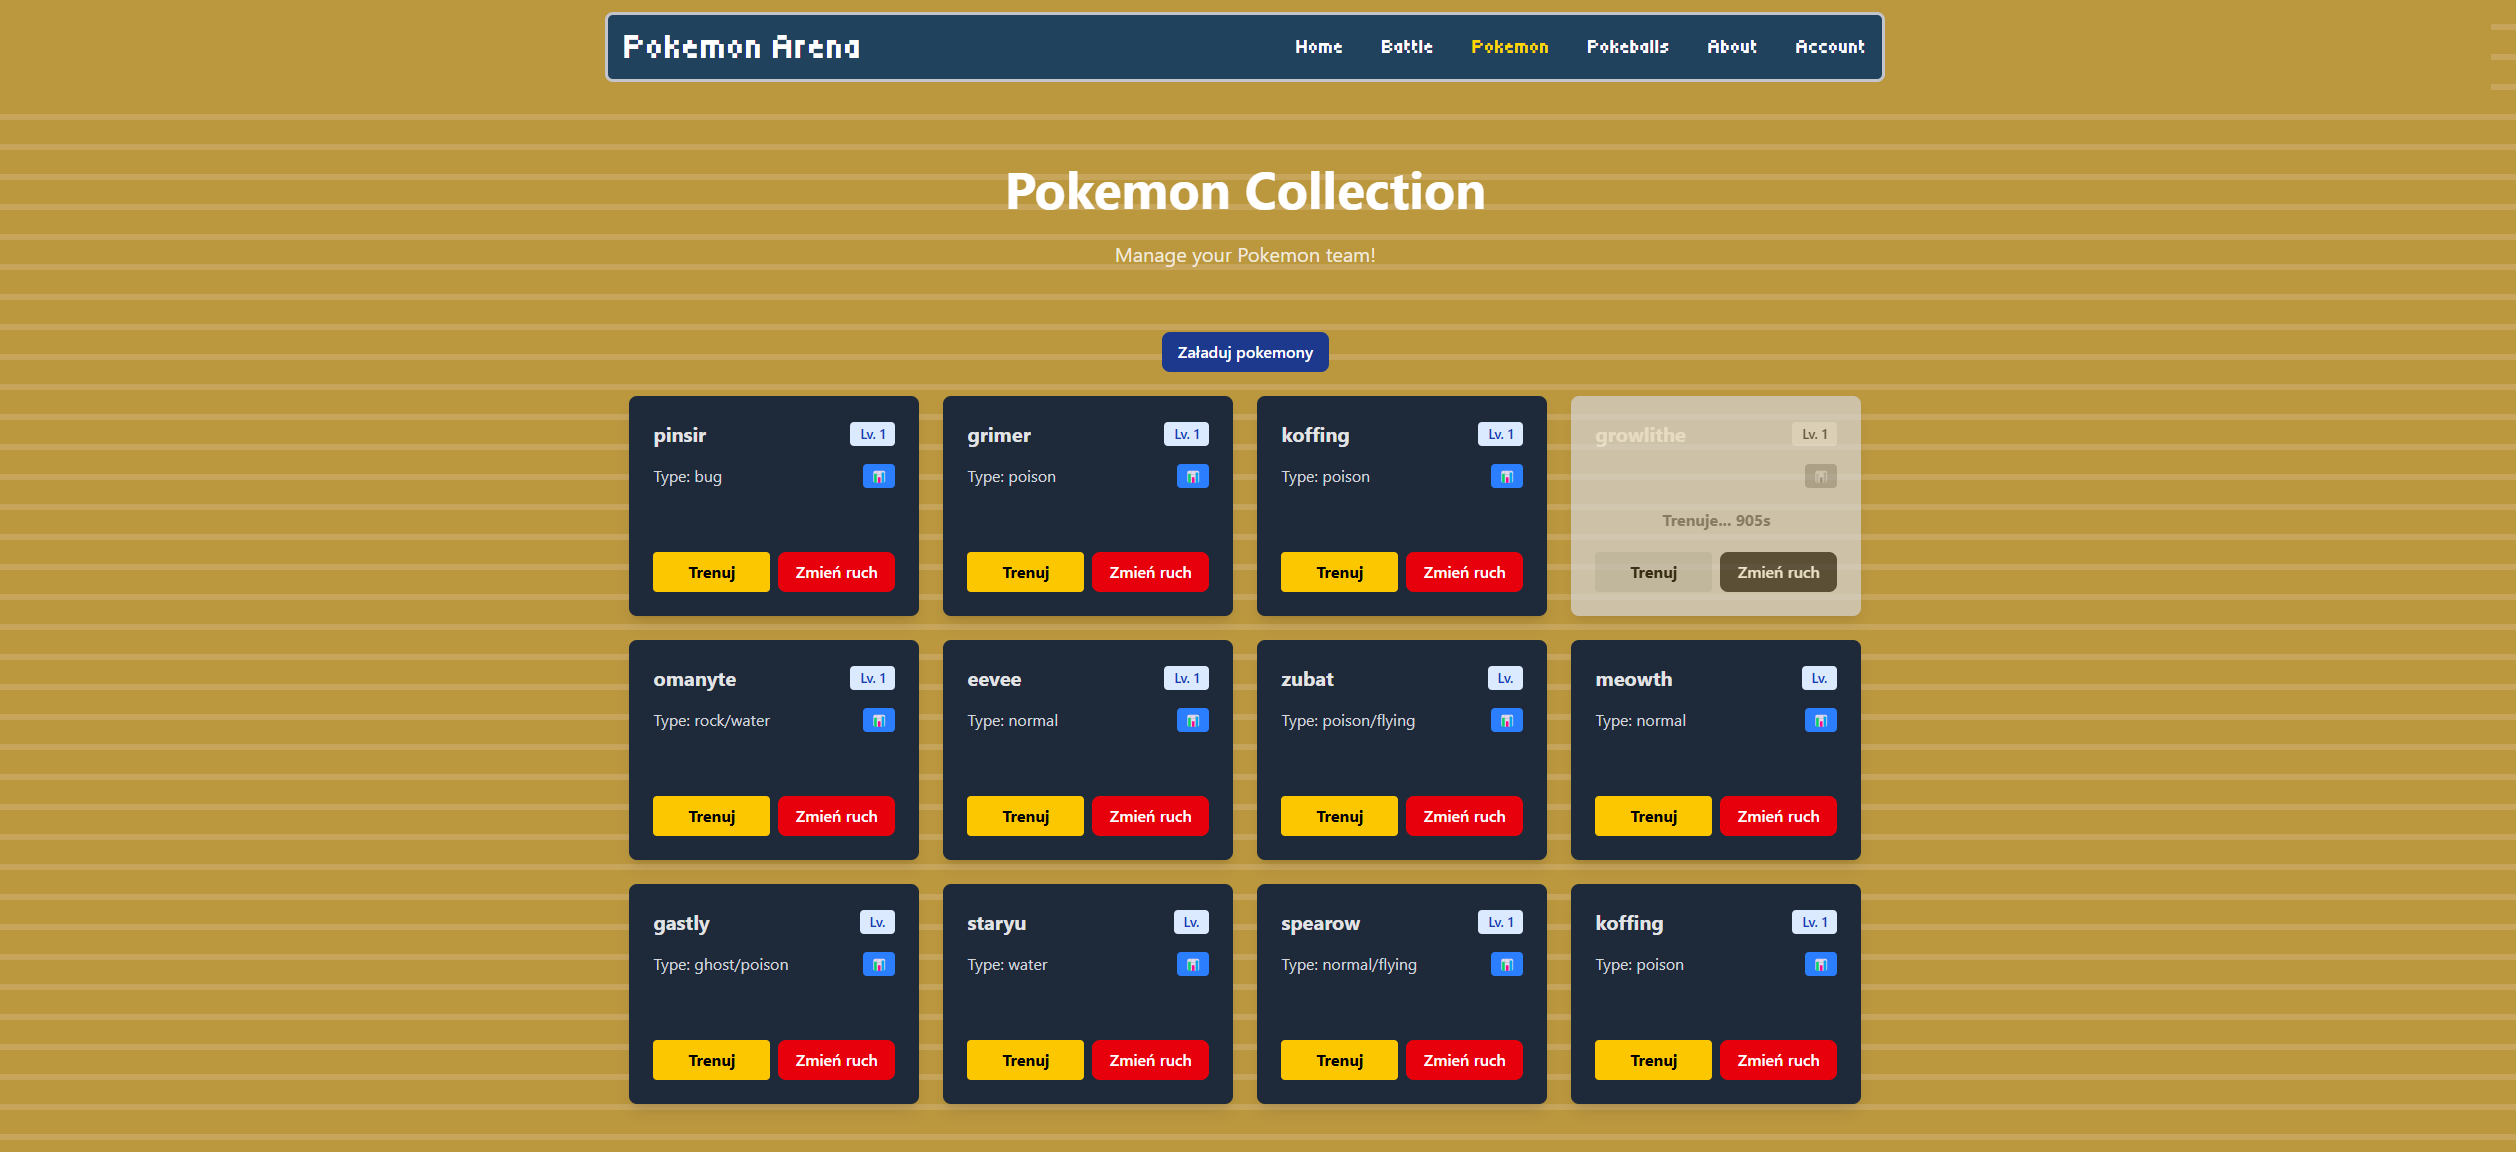 Pokemon Arena Home Battle Pokemon Pokeballs About Account
Pokemon Collection
Manage your Pokemon team!
Załaduj pokemony
pinsir Lv. 1
Type: bug
Trenuj Zmień ruch
grimer Lv. 1
Type: poison
Trenuj Zmień ruch
koffing Lv. 1
Type: poison
Trenuj Zmień ruch
growlithe Lv. 1
Trenuje... 905s
Trenuj Zmień ruch
omanyte Lv. 1
Type: rock/water
Trenuj Zmień ruch
eevee Lv. 1
Type: normal
Trenuj Zmień ruch
zubat Lv.
Type: poison/flying
Trenuj Zmień ruch
meowth Lv.
Type: normal
Trenuj Zmień ruch
gastly Lv.
Type: ghost/poison
Trenuj Zmień ruch
staryu Lv.
Type: water
Trenuj Zmień ruch
spearow Lv. 1
Type: normal/flying
Trenuj Zmień ruch
koffing Lv. 1
Type: poison
Trenuj Zmień ruch